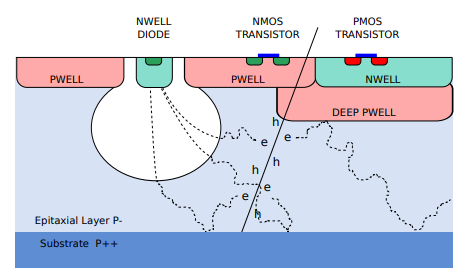 NWELL
DIODE
NMOS
TRANSISTOR
PMOS
TRANSISTOR
PWELL
PWELL
NWELL
DEEP PWELL
h
e
e
h
h
e
e
h
Epitaxial Layer P-
Substrate P++